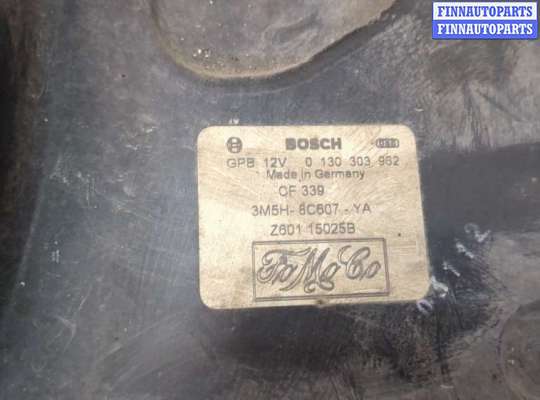 FINNAUTOPARTS
FINNAUTOPARTS
BOSCH
GPB 12V 0 130 303 962
Made in Germany
CF 339
3M5H-8C607-YA
Z601 15025B
FoMoCo